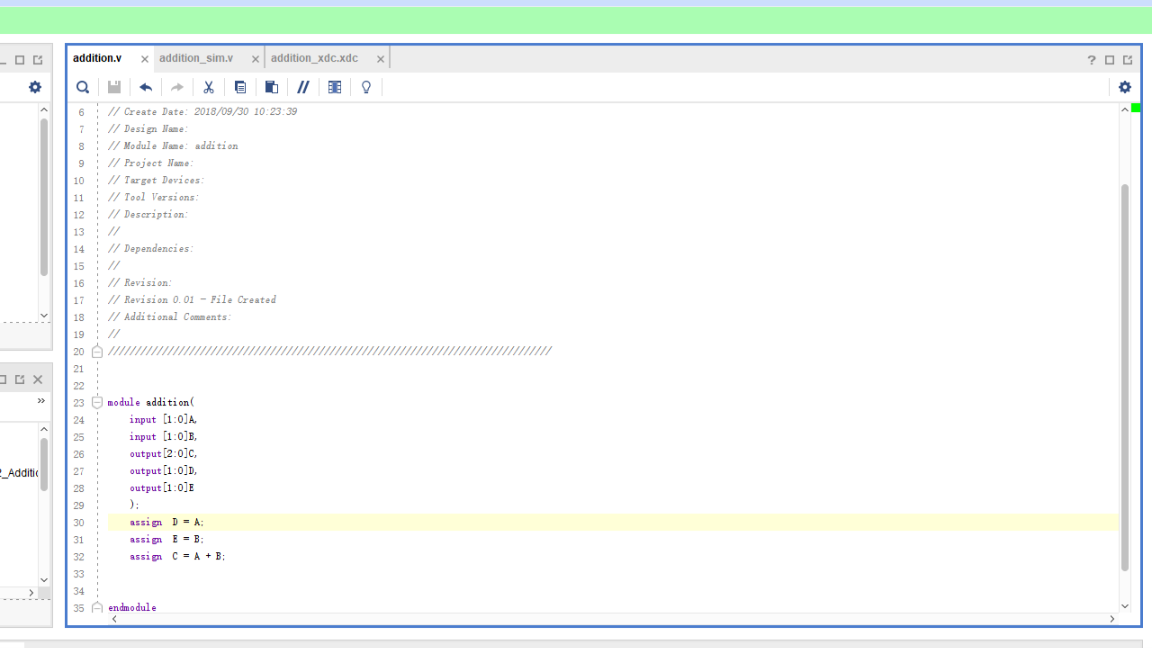 addition.v × addition_sim.v × addition_xdc.xdc ×
?
6 // Create Date: 2018/09/30 10:23:39
7 // Design Name:
8 // Module Name: addition
9 // Project Name:
10 // Target Devices:
11 // Tool Versions:
12 // Description:
13 //
14 // Dependencies:
15 //
16 // Revision:
17 // Revision 0.01 - File Created
18 // Additional Comments:
19 //
20 //////////////////////////////////////////////////////////////////////////////////
21
22
23 module addition(
24 input [1:0]A,
25 input [1:0]B,
26 output[2:0]C,
27 output[1:0]D,
28 output[1:0]E
29 );
30 assign D = A;
31 assign E = B;
32 assign C = A + B;
33
34
35 endmodule